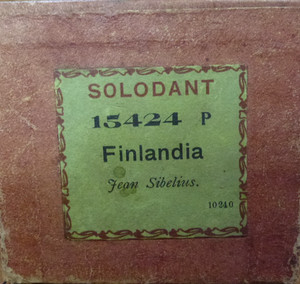 SOLODANT
15424 P
Finlandia
Jean Sibelius.
10240